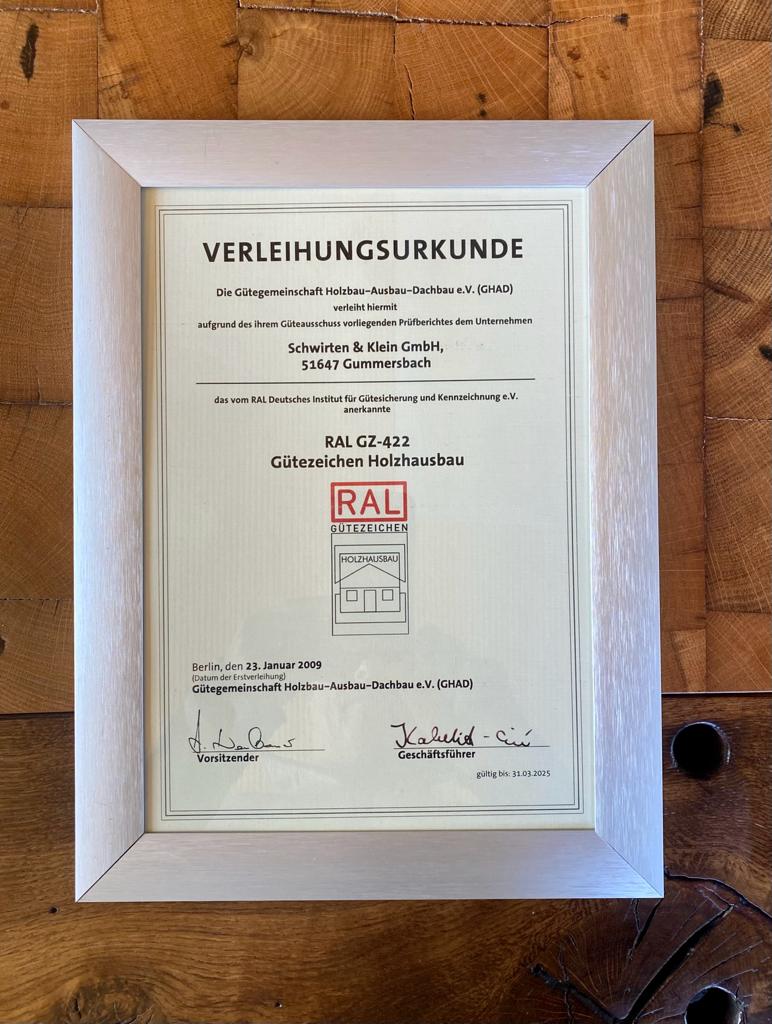 VERLEIHUNGSURKUNDE
Die Gütegemeinschaft Holzbau-Ausbau-Dachbau e.V. (GHAD)
verleiht hiermit
aufgrund des ihrem Güteausschuss vorliegenden Prüfberichtes dem Unternehmen
Schwirten & Klein GmbH,
51647 Gummersbach
das vom RAL Deutsches Institut für Gütesicherung und Kennzeichnung e.V.
anerkannte
RAL GZ-422
Gütezeichen Holzhausbau
RAL
GÜTEZEICHEN
HOLZHAUSBAU
Berlin, den 23. Januar 2009
(Datum der Erstverleihung)
Gütegemeinschaft Holzbau-Ausbau-Dachbau e.V. (GHAD)
Vorsitzender
Geschäftsführer
gültig bis: 31.03.2025